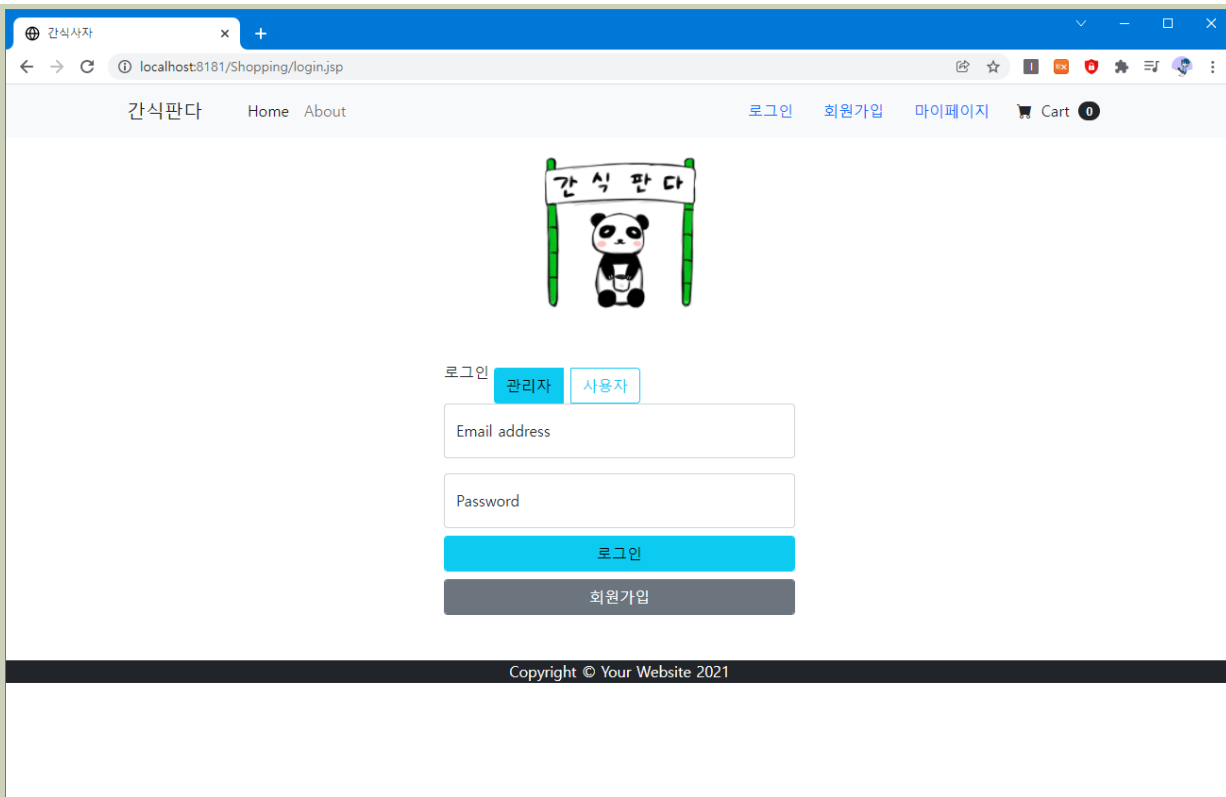 간식사자
localhost:8181/Shopping/login.jsp
간식판다 Home About 로그인 회원가입 마이페이지 Cart 0
간식판다
로그인 관리자 사용자
Email address
Password
로그인
회원가입
Copyright © Your Website 2021